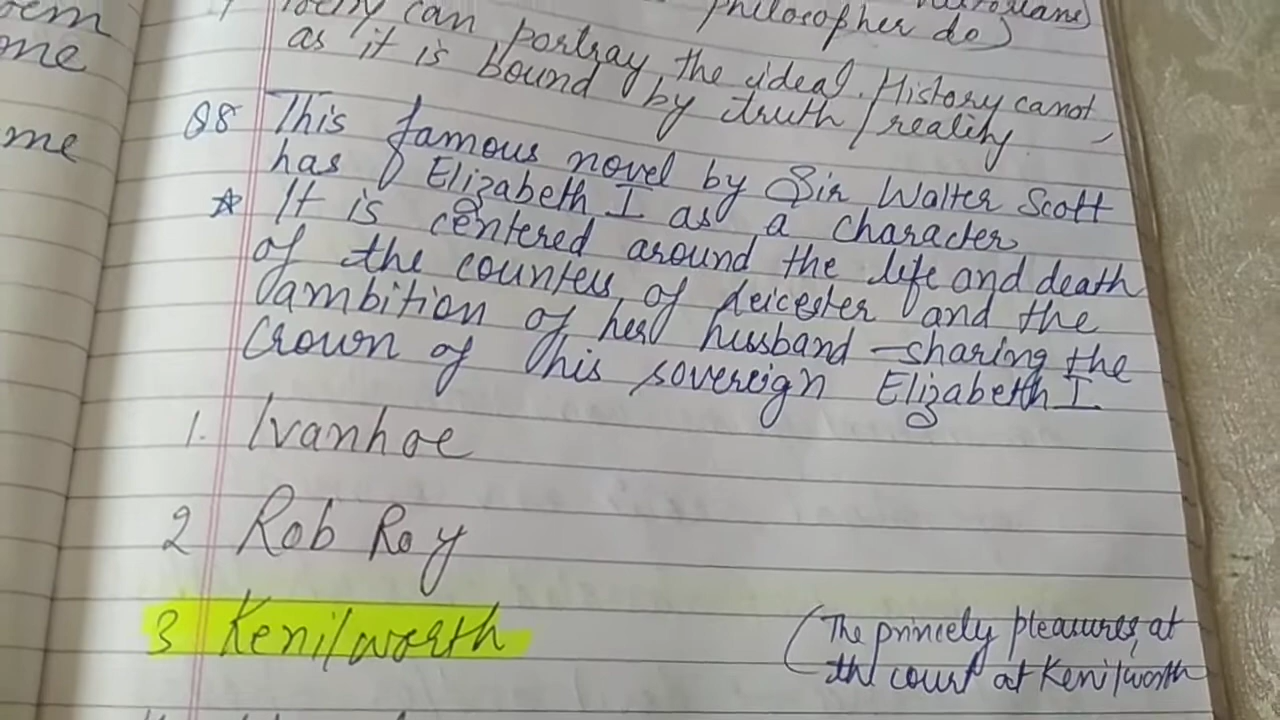 me
me
Philosopher do)
can portray the ideal. History canot
as it is bound by truth / reality
Q8 This famous novel by Sir Walter Scott
has Elizabeth I as a character
☆ It is centered around the life and death
of the countess of Leicester and the
ambition of her husband – sharing the
crown of his sovereign Elizabeth I
1. Ivanhoe
2 Rob Roy
3 Kenilworth
(The princely pleasures, at
the court at Kenilworth